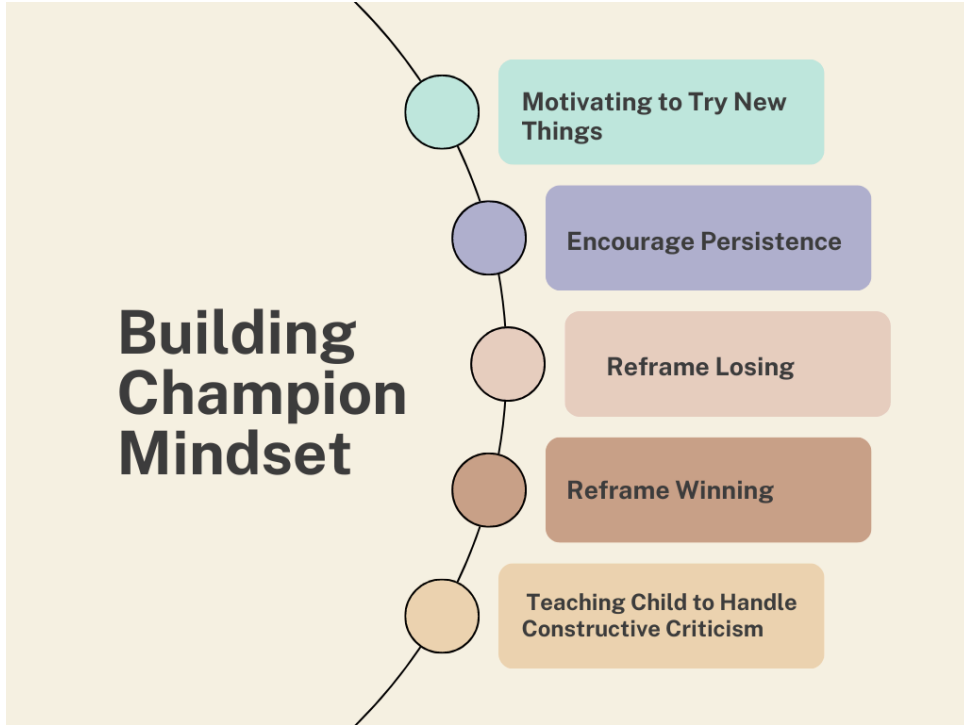 Building
Champion
Mindset
Motivating to Try New
Things
Encourage Persistence
Reframe Losing
Reframe Winning
Teaching Child to Handle
Constructive Criticism